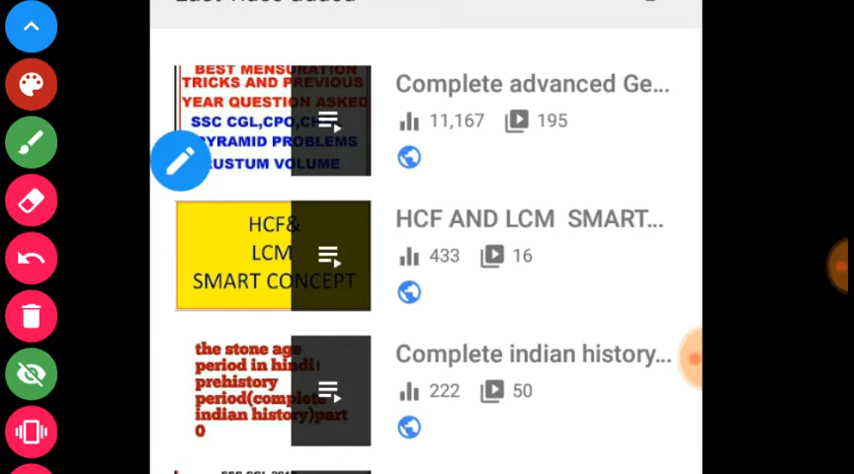 BEST MENSURATION
TRICKS AND PREVIOUS
YEAR QUESTION ASKED
SSC CGL,CPO,
PROBLEMS
VOLUME
Complete advanced Ge...
11,167 195
HCF&
LCM
SMART CONCEPT
HCF AND LCM SMART...
433 16
the stone age
period in hindi
prehistory
period(complete
indian history)part
0
Complete indian history...
222 50